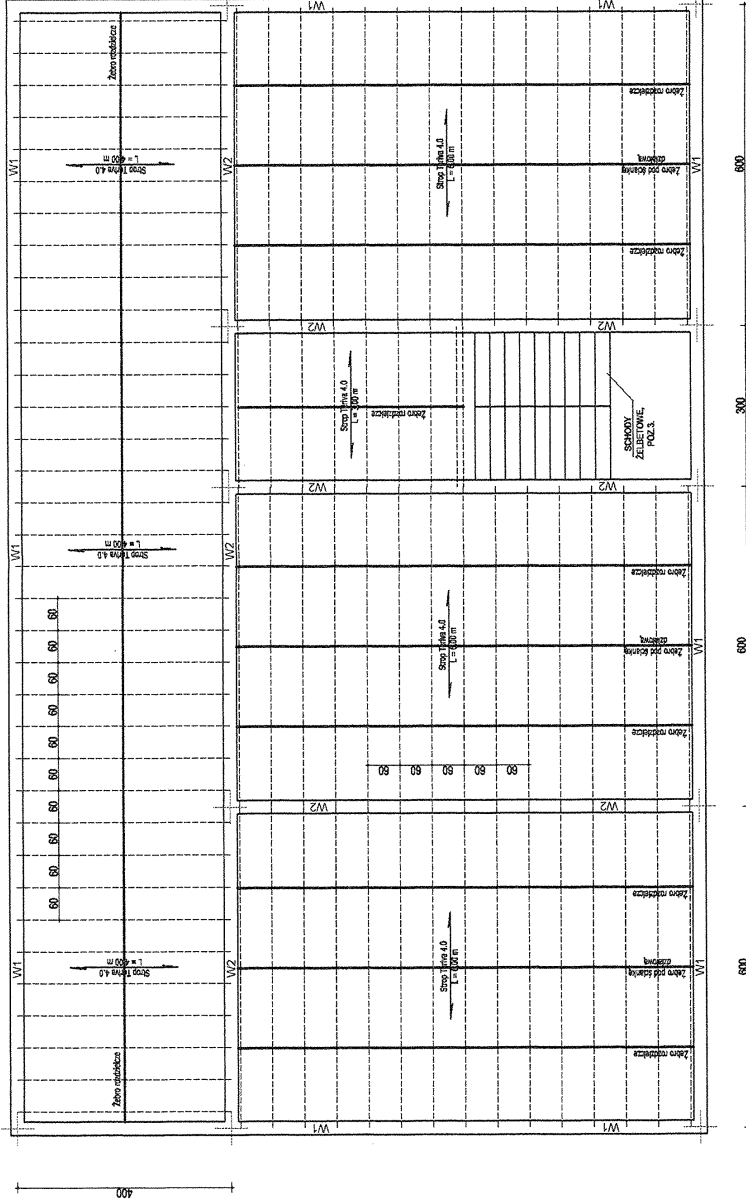 W1
W1
W1
W1
W1
Żebro rozdzielcze
Strop Teriva 4.0
L = 4,00 m
Strop Teriva 4.0
L = 4,00 m
Strop Teriva 4.0
L = 4,00 m
Żebro rozdzielcze
60
60
60
60
60
60
60
60
60
60
400
W2
W2
W2
Strop Teriva 4.0
L = 6,00 m
Żebro rozdzielcze
Żebro pod ściankę
działową
Żebro rozdzielcze
W1
600
W2
W2
Strop Teriva 4.0
L = 3,00 m
Żebro rozdzielcze
SCHODY
ŻELBETOWE,
POZ.3.
300
W2
W2
Strop Teriva 4.0
L = 6,00 m
60
60
60
60
60
Żebro rozdzielcze
Żebro pod ściankę
działową
Żebro rozdzielcze
W1
600
W2
W2
Strop Teriva 4.0
L = 6,00 m
Żebro rozdzielcze
Żebro pod ściankę
działową
Żebro rozdzielcze
W1
600
W1
W1